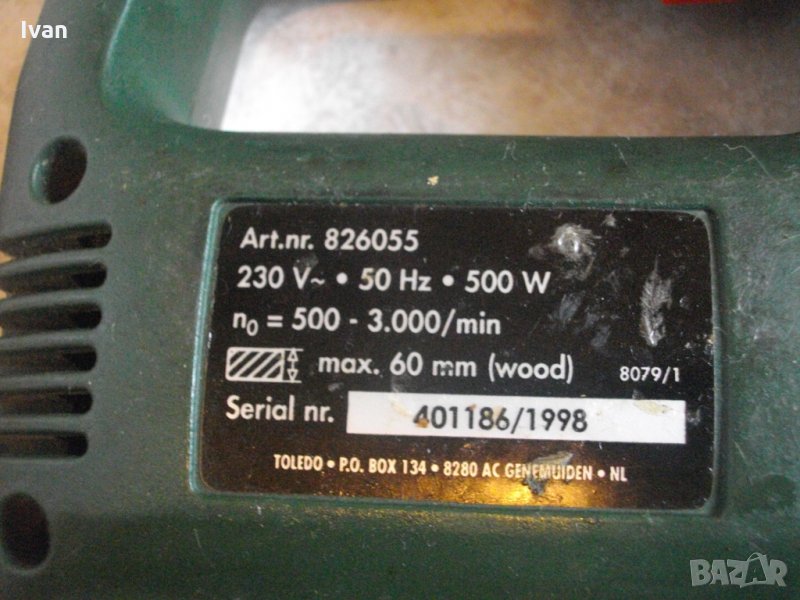 Ivan
Art.nr. 826055
230 V~ • 50 Hz • 500 W
n₀ = 500 - 3.000/min
max. 60 mm (wood) 8079/1
Serial nr. 401186/1998
TOLEDO • P.O. BOX 134 • 8280 AC GENEMUIDEN • NL
BAZAR